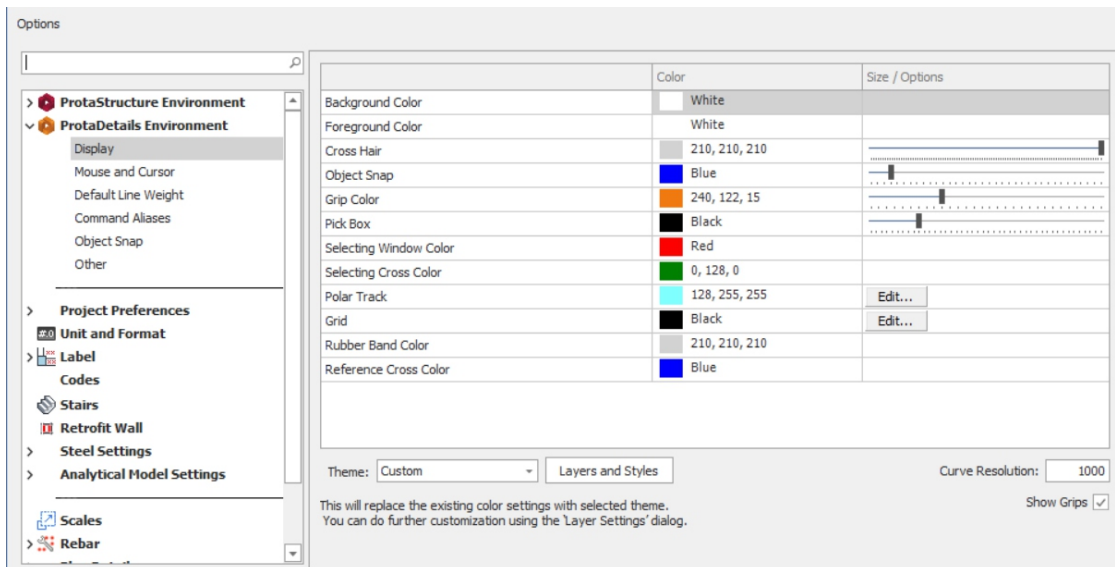 Options
ProtaStructure Environment
ProtaDetails Environment
Display
Mouse and Cursor
Default Line Weight
Command Aliases
Object Snap
Other
Project Preferences
Unit and Format
Label
Codes
Stairs
Retrofit Wall
Steel Settings
Analytical Model Settings
Scales
Rebar
Color Size / Options
Background Color White
Foreground Color White
Cross Hair 210, 210, 210
Object Snap Blue
Grip Color 240, 122, 15
Pick Box Black
Selecting Window Color Red
Selecting Cross Color 0, 128, 0
Polar Track 128, 255, 255 Edit...
Grid Black Edit...
Rubber Band Color 210, 210, 210
Reference Cross Color Blue
Theme: Custom Layers and Styles Curve Resolution: 1000
Show Grips
This will replace the existing color settings with selected theme.
You can do further customization using the 'Layer Settings' dialog.